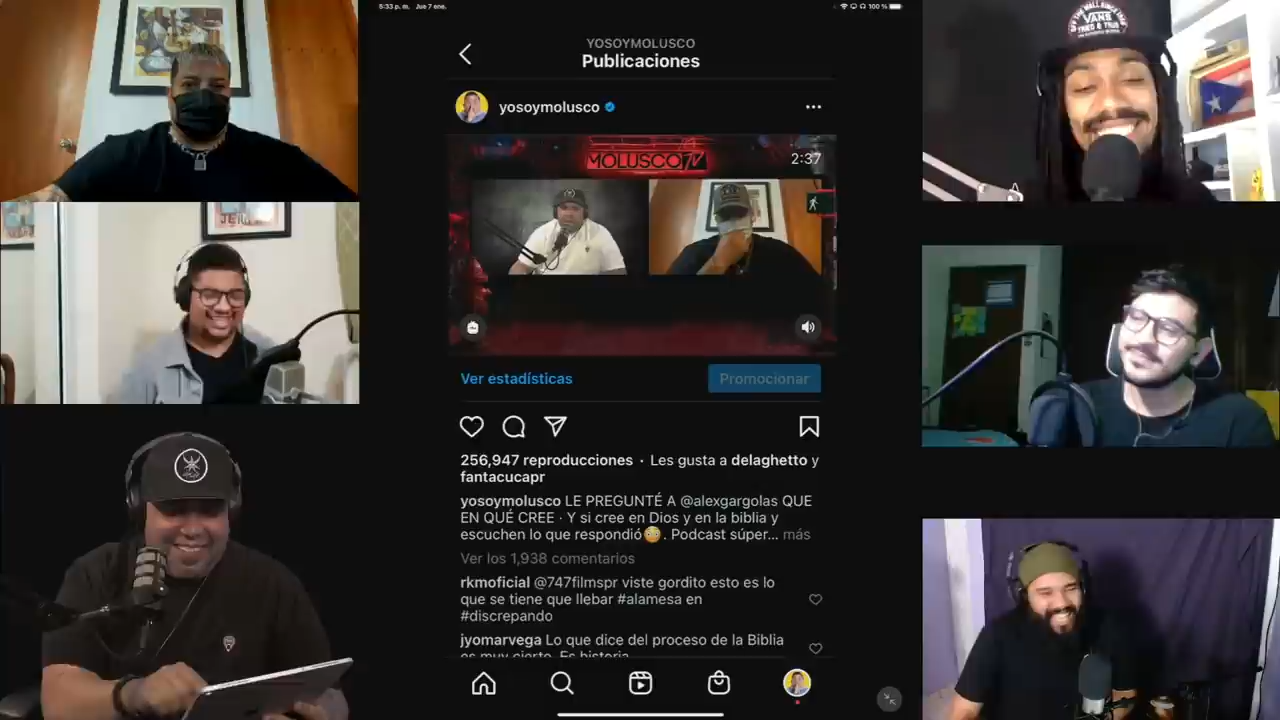 5:33 p. m. Jue 7 ene.
100 %
YOSOYMOLUSCO
Publicaciones
yosoymolusco
MOLUSCOTV
2:37
Ver estadísticas
Promocionar
256,947 reproducciones · Les gusta a delaghetto y
fantacucapr
yosoymolusco LE PREGUNTÉ A @alexgargolas QUE
EN QUÉ CREE · Y si cree en Dios y en la biblia y
escuchen lo que respondió😳. Podcast súper... más
Ver los 1,938 comentarios
rkmoficial @747filmspr viste gordito esto es lo
que se tiene que llebar #alamesa en
#discrepando
jyomarvega Lo que dice del proceso de la Biblia
es muy cierto. Es historia
VANS